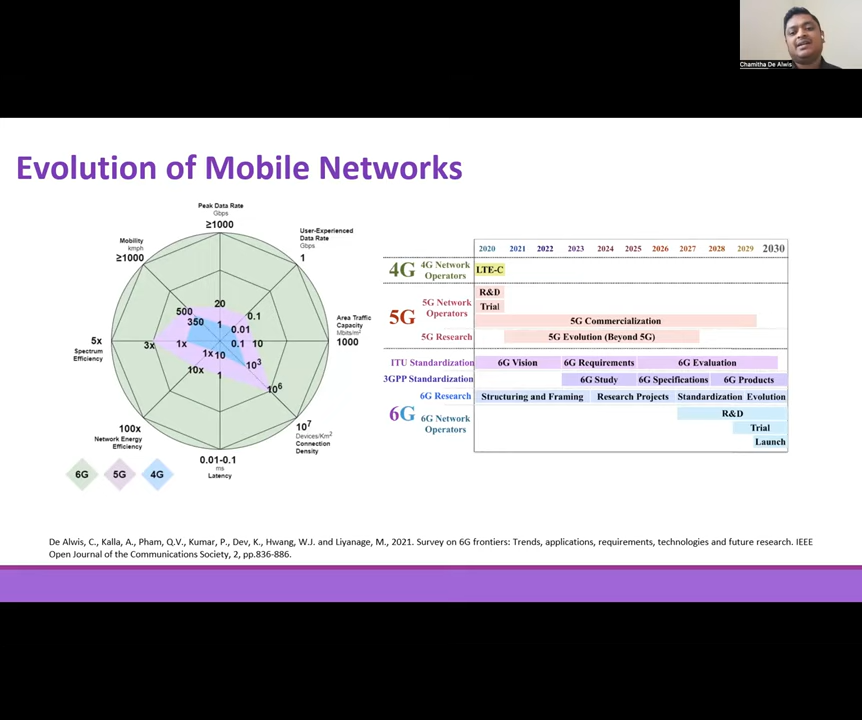 Chamitha De Alwis
Evolution of Mobile Networks
Peak Data Rate
Gbps
≥1000
User-Experienced
Data Rate
Gbps
1
Mobility
kmph
≥1000
500
350
20
1
0.1
0.01
Area Traffic
Capacity
Mbits/m²
1000
5x
Spectrum
Efficiency
3x
1x
0.1
10
1x
10
10³
10x
1
10⁶
100x
Network Energy
Efficiency
10⁷
Devices/Km²
Connection
Density
0.01-0.1
ms
Latency
6G
5G
4G
2020 2021 2022 2023 2024 2025 2026 2027 2028 2029 2030
4G
4G Network
Operators
LTE-C
5G
5G Network
Operators
R&D
Trial
5G Commercialization
5G Research
5G Evolution (Beyond 5G)
6G
ITU Standardization
6G Vision
6G Requirements
6G Evaluation
3GPP Standardization
6G Study
6G Specifications
6G Products
6G Research
Structuring and Framing
Research Projects
Standardization
Evolution
6G Network
Operators
R&D
Trial
Launch
De Alwis, C., Kalla, A., Pham, Q.V., Kumar, P., Dev, K., Hwang, W.J. and Liyanage, M., 2021. Survey on 6G frontiers: Trends, applications, requirements, technologies and future research. IEEE
Open Journal of the Communications Society, 2, pp.836-886.